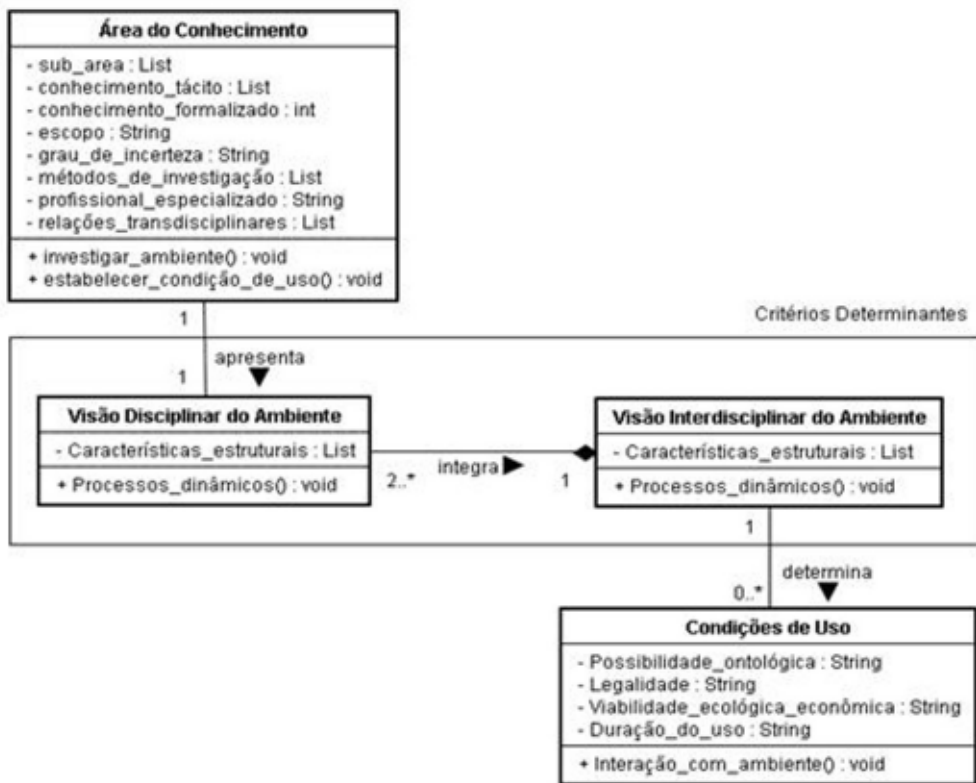 Área do Conhecimento
- sub_area : List
- conhecimento_tácito : List
- conhecimento_formalizado : int
- escopo : String
- grau_de_incerteza : String
- métodos_de_investigação : List
- profissional_especializado : String
- relações_transdisciplinares : List
+ investigar_ambiente() : void
+ estabelecer_condição_de_uso() : void
1
Critérios Determinantes
apresenta
1
Visão Disciplinar do Ambiente
- Características_estruturais : List
+ Processos_dinâmicos() : void
2..*
integra
1
Visão Interdisciplinar do Ambiente
- Características_estruturais : List
+ Processos_dinâmicos() : void
1
determina
0..*
Condições de Uso
- Possibilidade_ontológica : String
- Legalidade : String
- Viabilidade_ecológica_econômica : String
- Duração_do_uso : String
+ Interação_com_ambiente() : void